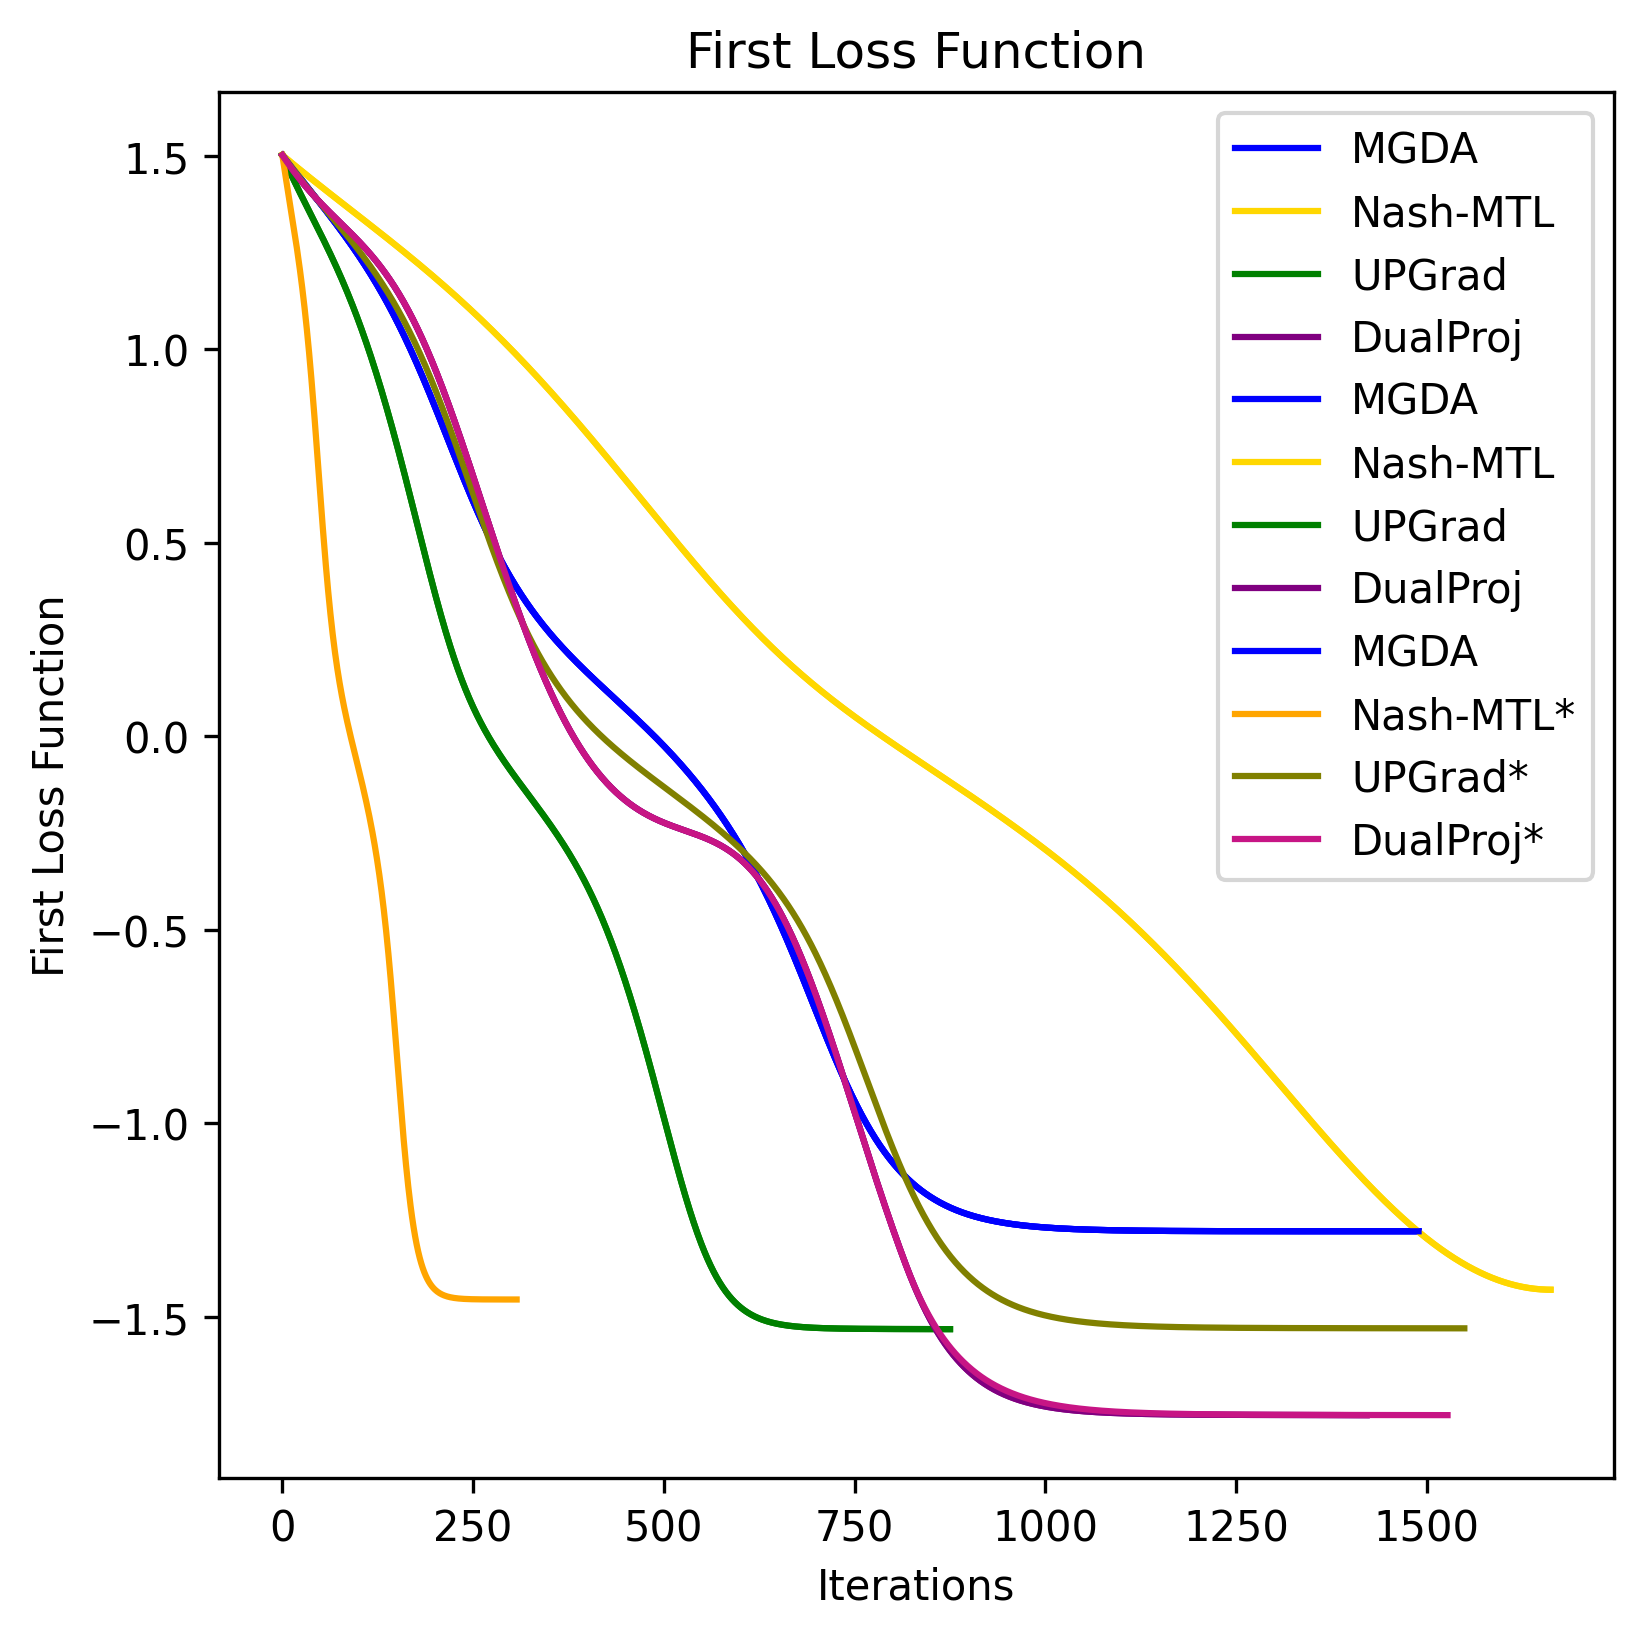 First Loss Function
MGDA
Nash-MTL
UPGrad
DualProj
MGDA
Nash-MTL
UPGrad
DualProj
MGDA
Nash-MTL*
UPGrad*
DualProj*
First Loss Function
1.5
1.0
0.5
0.0
−0.5
−1.0
−1.5
0 250 500 750 1000 1250 1500
Iterations